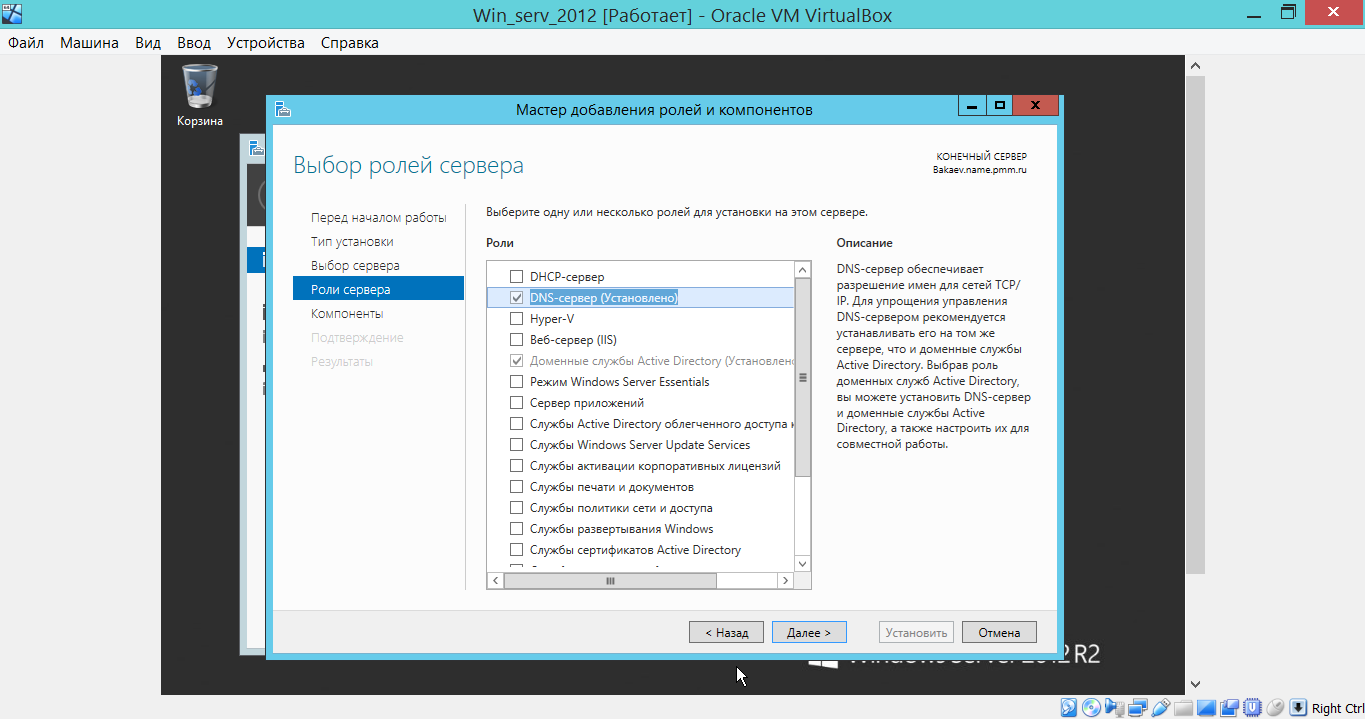 Win_serv_2012 [Работает] - Oracle VM VirtualBox
Файл Машина Вид Ввод Устройства Справка
Корзина
Мастер добавления ролей и компонентов
Выбор ролей сервера
КОНЕЧНЫЙ СЕРВЕР
Bakaev.name.pmm.ru
Перед началом работы
Тип установки
Выбор сервера
Роли сервера
Компоненты
Подтверждение
Результаты
Выберите одну или несколько ролей для установки на этом сервере.
Роли
DHCP-сервер
DNS-сервер (Установлено)
Hyper-V
Веб-сервер (IIS)
Доменные службы Active Directory (Установлено
Режим Windows Server Essentials
Сервер приложений
Службы Active Directory облегченного доступа к
Службы Windows Server Update Services
Службы активации корпоративных лицензий
Службы печати и документов
Службы политики сети и доступа
Службы развертывания Windows
Службы сертификатов Active Directory
Описание
DNS-сервер обеспечивает
разрешение имен для сетей TCP/
IP. Для упрощения управления
DNS-сервером рекомендуется
устанавливать его на том же
сервере, что и доменные службы
Active Directory. Выбрав роль
доменных служб Active Directory,
вы можете установить DNS-сервер
и доменные службы Active
Directory, а также настроить их для
совместной работы.
< Назад Далее > Установить Отмена
Windows Server 2012 R2
Right Ctrl